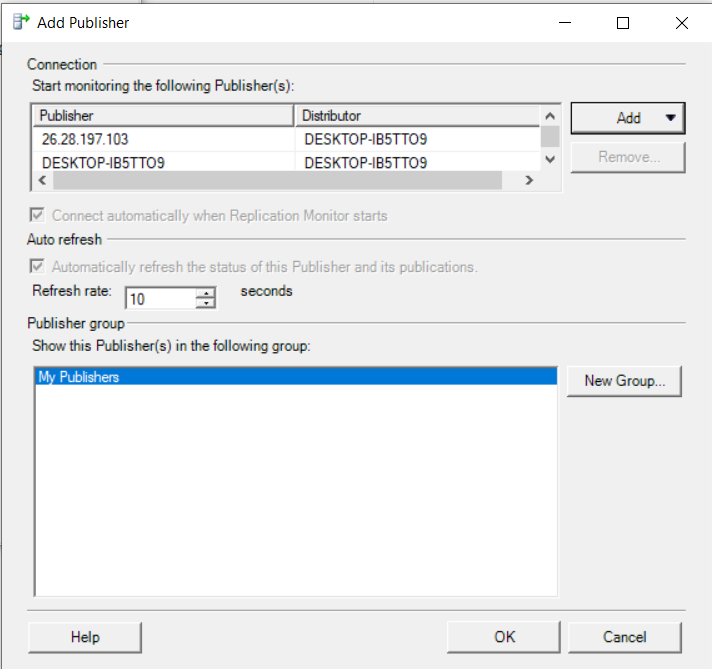 Add Publisher
Connection
Start monitoring the following Publisher(s):
Publisher Distributor
26.28.197.103 DESKTOP-IB5TTO9
DESKTOP-IB5TTO9 DESKTOP-IB5TTO9
Add
Remove...
Connect automatically when Replication Monitor starts
Auto refresh
Automatically refresh the status of this Publisher and its publications.
Refresh rate: 10 seconds
Publisher group
Show this Publisher(s) in the following group:
My Publishers
New Group...
Help OK Cancel